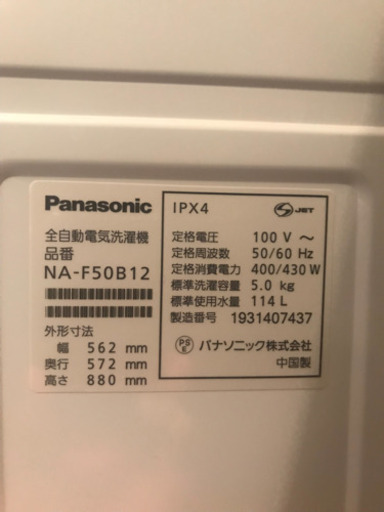 Panasonic
全自動電気洗濯機
品番
NA-F50B12
外形寸法
幅 562 mm
奥行 572 mm
高さ 880 mm
IPX4 JET
定格電圧 100 V ～
定格周波数 50/60 Hz
定格消費電力 400/430 W
標準洗濯容量 5.0 kg
標準使用水量 114 L
製造番号 1931407437
PS E パナソニック株式会社
中国製